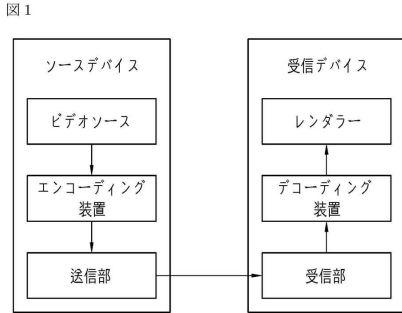 図1
ソースデバイス
ビデオソース
エンコーディング
装置
送信部
受信デバイス
レンダラー
デコーディング
装置
受信部